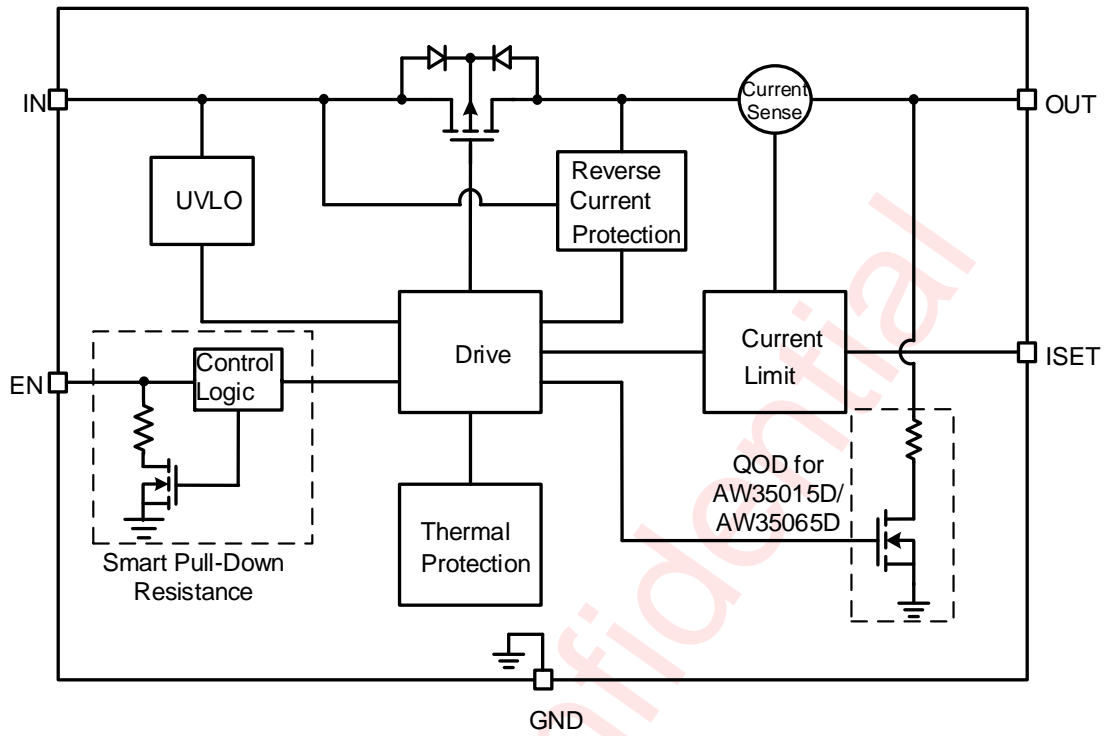 IN
OUT
Current
Sense
UVLO
Reverse
Current
Protection
Drive
Current
Limit
ISET
EN
Control
Logic
QOD for
AW35015D/
AW35065D
Thermal
Protection
Smart Pull-Down
Resistance
GND
nfidential